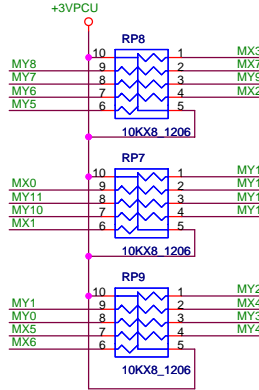 +3VPCU
RP8
10 1 MX3
MY8 9 2 MX7
MY7 8 3 MY9
MY6 7 4 MX2
MY5 6 5
10KX8_1206
RP7
10 1 MY1
MX0 9 2 MY1
MY11 8 3 MY1
MY10 7 4 MY1
MX1 6 5
10KX8_1206
RP9
10 1 MY2
MY1 9 2 MX4
MY0 8 3 MY3
MX5 7 4 MY4
MX6 6 5
10KX8_1206